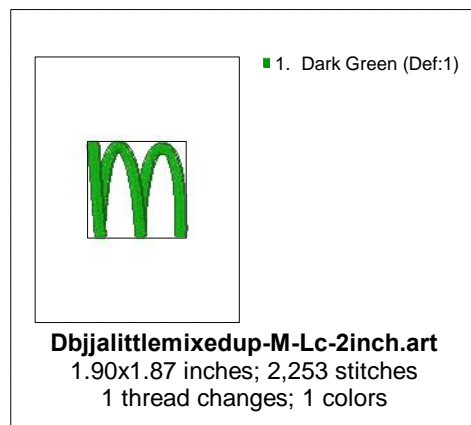 1. Dark Green (Def:1)
m
Dbjjalittlemixedup-M-Lc-2inch.art
1.90x1.87 inches; 2,253 stitches
1 thread changes; 1 colors